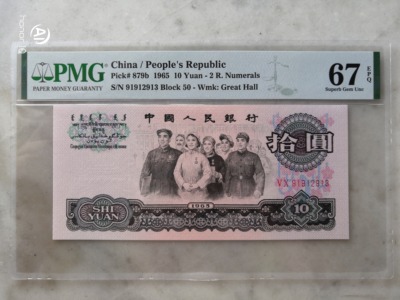 PMG
PAPER MONEY GUARANTY
China / People's Republic
Pick# 879b 1965 10 Yuan - 2 R. Numerals
S/N 91912913 Block 50 - Wmk: Great Hall
67 EPQ
Superb Gem Unc
中國人民銀行
拾圓
VX 91912913
SHI YUAN
1965
10